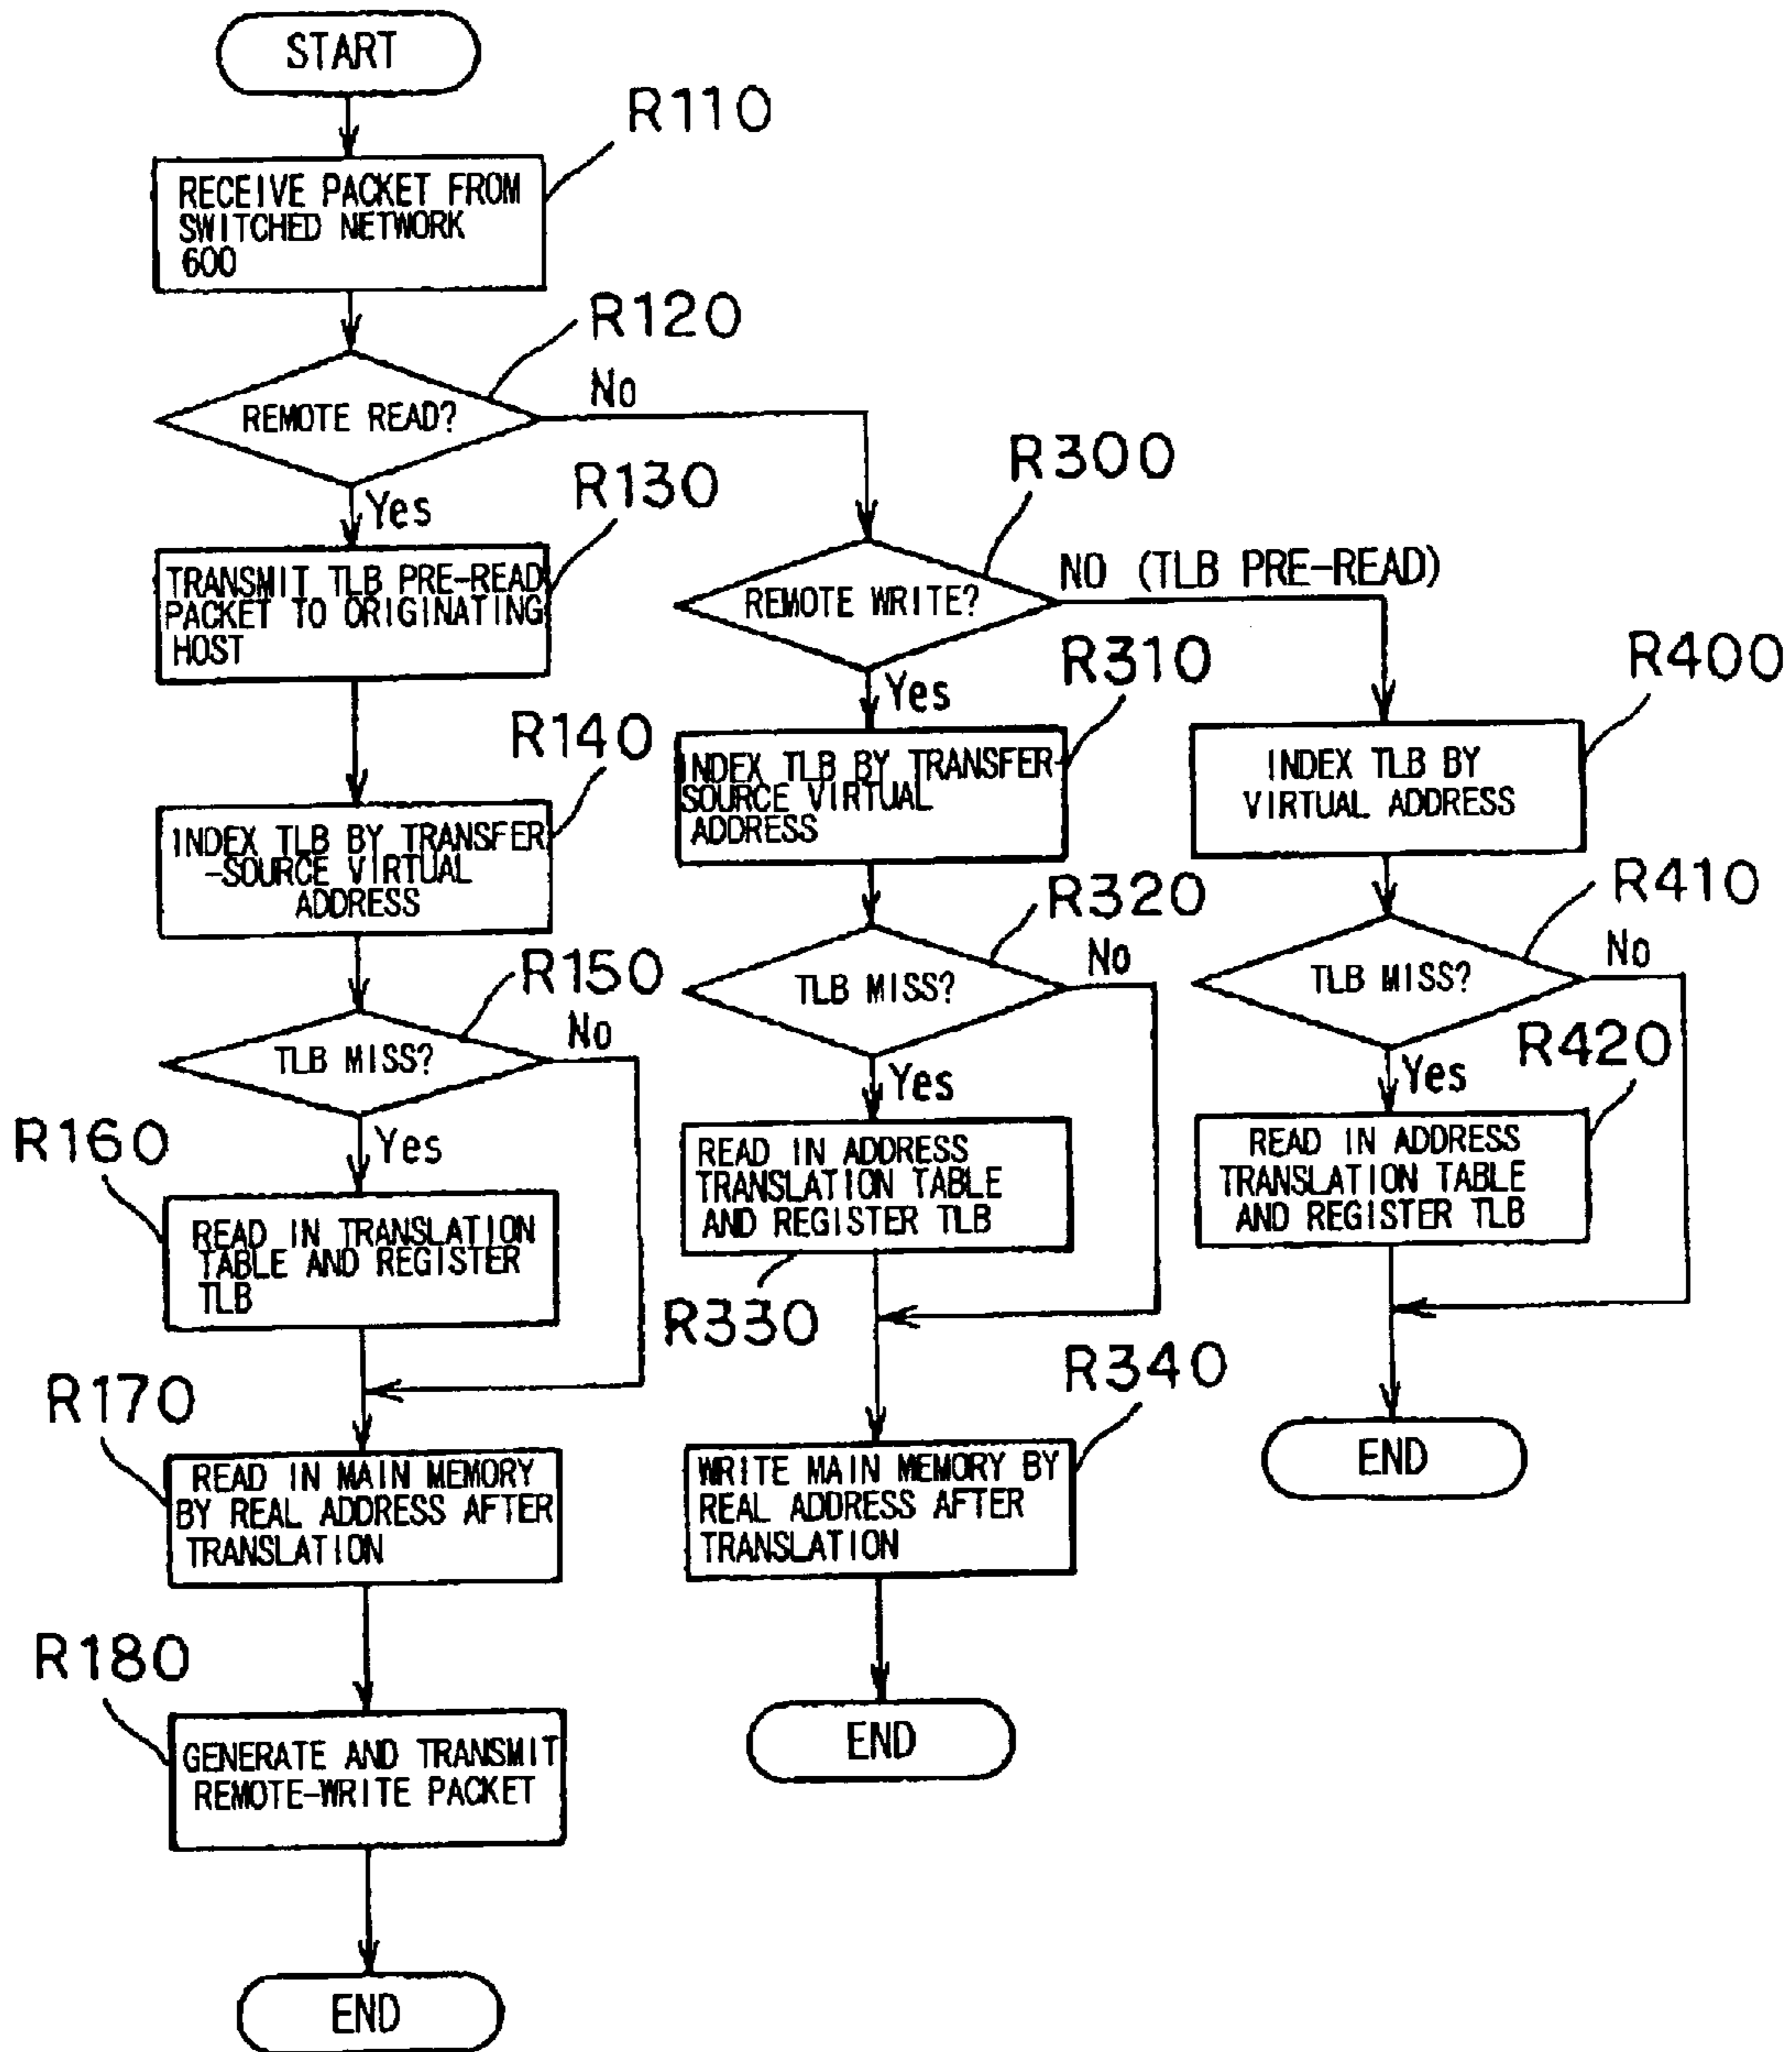 START
R110
RECEIVE PACKET FROM
SWITCHED NETWORK
600
R120
REMOTE READ?
No
Yes
R130
TRANSMIT TLB PRE-READ
PACKET TO ORIGINATING
HOST
R140
INDEX TLB BY TRANSFER
-SOURCE VIRTUAL
ADDRESS
R150
TLB MISS?
No
Yes
R160
READ IN TRANSLATION
TABLE AND REGISTER
TLB
R170
READ IN MAIN MEMORY
BY REAL ADDRESS AFTER
TRANSLATION
R180
GENERATE AND TRANSMIT
REMOTE-WRITE PACKET
END
R300
REMOTE WRITE?
NO (TLB PRE-READ)
Yes
R310
INDEX TLB BY TRANSFER-
SOURCE VIRTUAL
ADDRESS
R320
TLB MISS?
No
Yes
READ IN ADDRESS
TRANSLATION TABLE
AND REGISTER TLB
R330
R340
WRITE MAIN MEMORY BY
REAL ADDRESS AFTER
TRANSLATION
END
R400
INDEX TLB BY
VIRTUAL ADDRESS
R410
TLB MISS?
No
Yes
R420
READ IN ADDRESS
TRANSLATION TABLE
AND REGISTER TLB
END